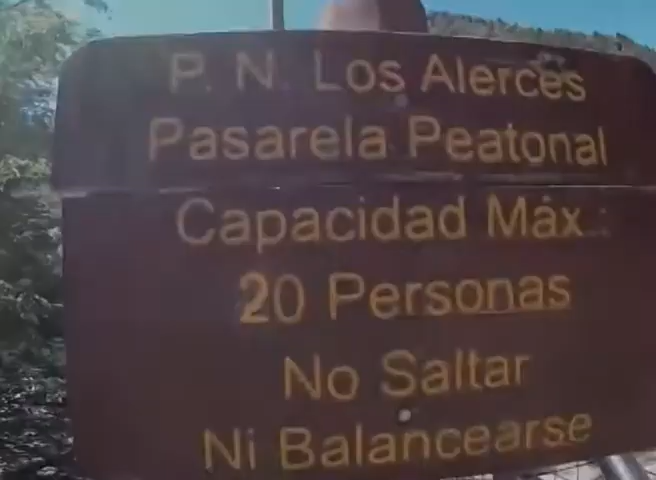 P. N. Los Alerces
Pasarela Peatonal
Capacidad Máx.
20 Personas
No Saltar
Ni Balancearse